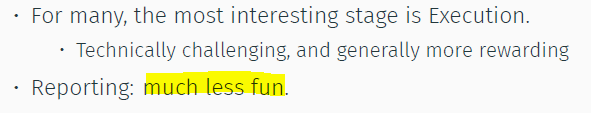 • For many, the most interesting stage is Execution.
• Technically challenging, and generally more rewarding
• Reporting: much less fun.